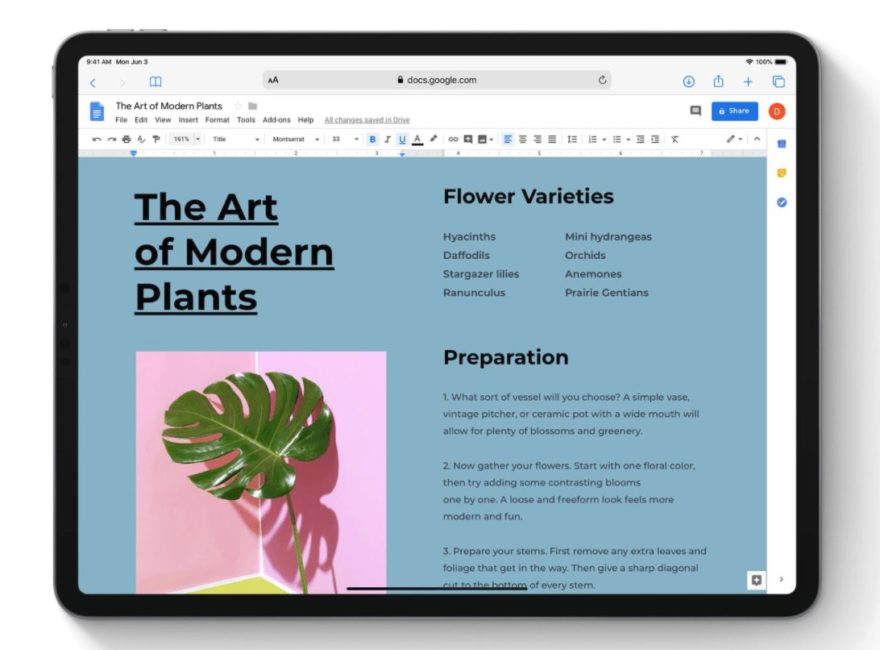 9:41 AM Mon Jun 3
100%
AA
docs.google.com
The Art of Modern Plants
File Edit View Insert Format Tools Add-ons Help All changes saved in Drive
Share
D
161% Title Montserrat 33 B I U A
1 2 3 4 5 6 7
The Art
of Modern
Plants
Flower Varieties
Hyacinths
Daffodils
Stargazer lilies
Ranunculus
Mini hydrangeas
Orchids
Anemones
Prairie Gentians
Preparation
1. What sort of vessel will you choose? A simple vase,
vintage pitcher, or ceramic pot with a wide mouth will
allow for plenty of blossoms and greenery.
2. Now gather your flowers. Start with one floral color,
then try adding some contrasting blooms
one by one. A loose and freeform look feels more
modern and fun.
3. Prepare your stems. First remove any extra leaves and
foliage that get in the way. Then give a sharp diagonal
cut to the bottom of every stem.